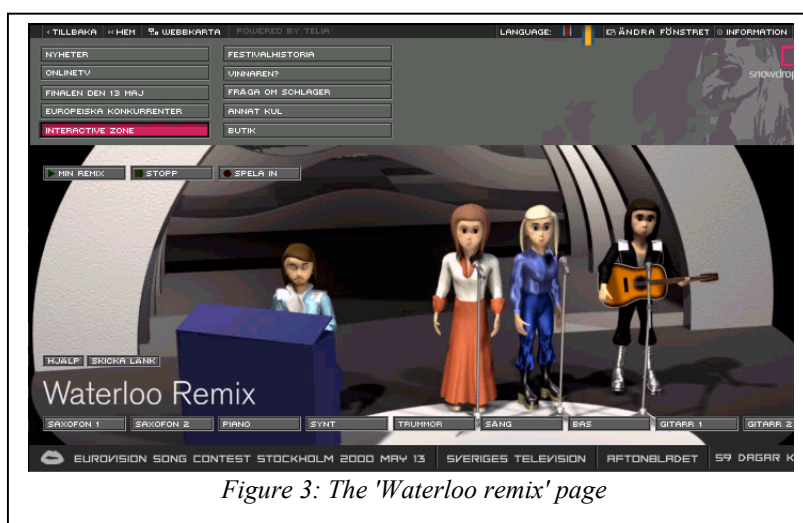 ‹ TILLBAKA ‹‹ HEM WEBBKARTA POWERED BY TELIA LANGUAGE: ÄNDRA FÖNSTRET INFORMATION
NYHETER
ONLINETV
FINALEN DEN 13 MAJ
EUROPEISKA KONKURRENTER
INTERACTIVE ZONE
FESTIVALHISTORIA
VINNAREN?
FRÅGA OM SCHLAGER
ANNAT KUL
BUTIK
snowdrop
MIN REMIX STOPP SPELA IN
HJÄLP SKICKA LÄNK
Waterloo Remix
SAXOFON 1 SAXOFON 2 PIANO SYNT TRUMMOR SÅNG BAS GITARR 1 GITARR 2
EUROVISION SONG CONTEST STOCKHOLM 2000 MAY 13 SVERIGES TELEVISION AFTONBLADET 59 DAGAR K
Figure 3: The 'Waterloo remix' page